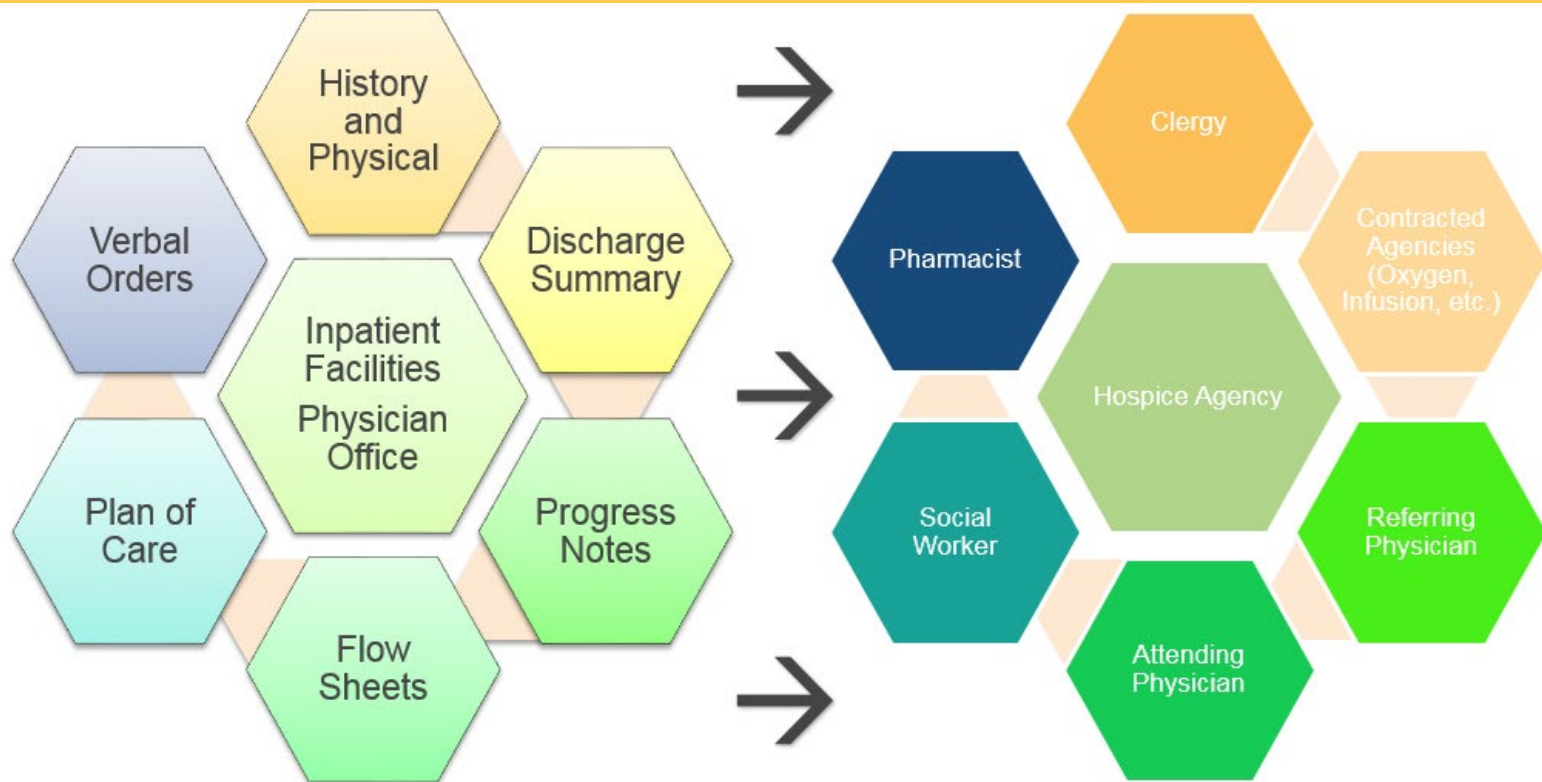 History
and
Physical
Verbal
Orders
Discharge
Summary
Inpatient
Facilities
Physician
Office
Plan of
Care
Progress
Notes
Flow
Sheets
Clergy
Pharmacist
Contracted
Agencies
(Oxygen,
Infusion, etc.)
Hospice Agency
Social
Worker
Referring
Physician
Attending
Physician